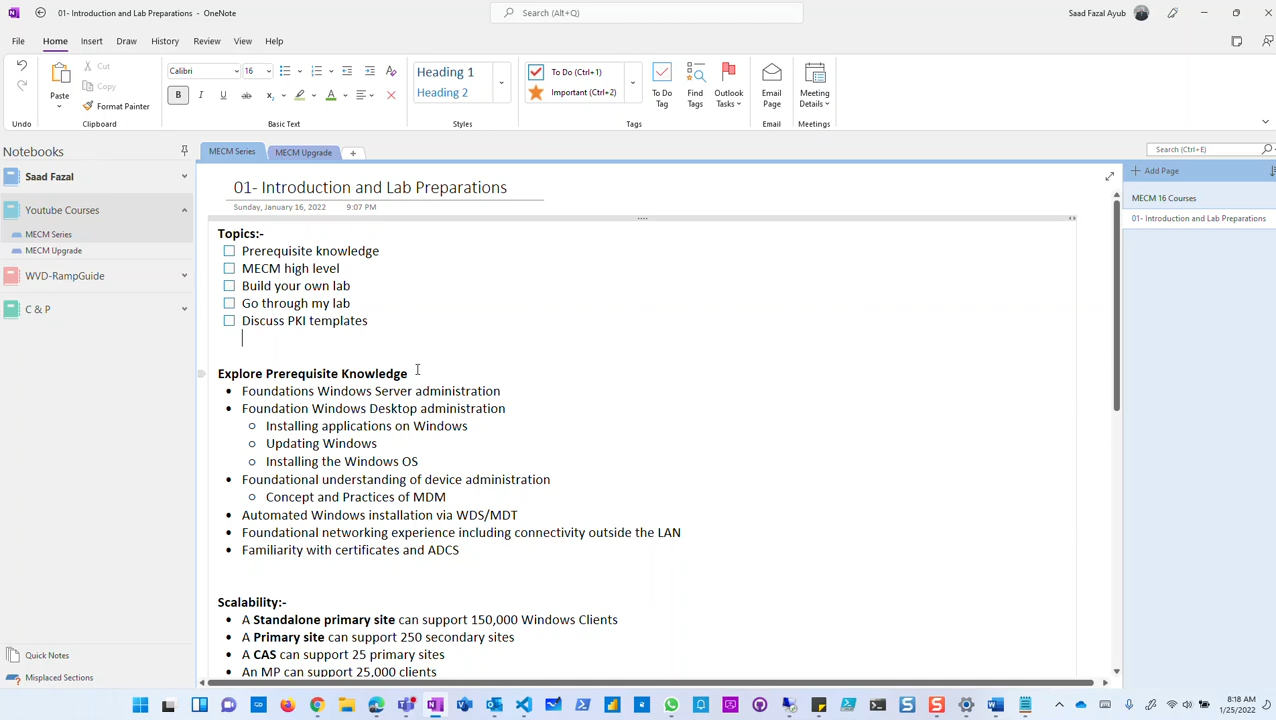 01- Introduction and Lab Preparations - OneNote
Search (Alt+Q)
Saad Fazal Ayub
File Home Insert Draw History Review View Help
Paste
Cut
Copy
Format Painter
Calibri 16
B I U ab
Heading 1
Heading 2
To Do (Ctrl+1)
Important (Ctrl+2)
To Do Tag
Find Tags
Outlook Tasks
Email Page
Meeting Details
Undo Clipboard Basic Text Styles Tags Email Meetings
Notebooks
Saad Fazal
Youtube Courses
MECM Series
MECM Upgrade
WVD-RampGuide
C & P
Quick Notes
Misplaced Sections
MECM Series MECM Upgrade
Search (Ctrl+E)
Add Page
MECM 16 Courses
01- Introduction and Lab Preparations
01- Introduction and Lab Preparations
Sunday, January 16, 2022 9:07 PM
Topics:-
Prerequisite knowledge
MECM high level
Build your own lab
Go through my lab
Discuss PKI templates
Explore Prerequisite Knowledge
Foundations Windows Server administration
Foundation Windows Desktop administration
Installing applications on Windows
Updating Windows
Installing the Windows OS
Foundational understanding of device administration
Concept and Practices of MDM
Automated Windows installation via WDS/MDT
Foundational networking experience including connectivity outside the LAN
Familiarity with certificates and ADCS
Scalability:-
A Standalone primary site can support 150,000 Windows Clients
A Primary site can support 250 secondary sites
A CAS can support 25 primary sites
An MP can support 25,000 clients
8:18 AM
1/25/2022